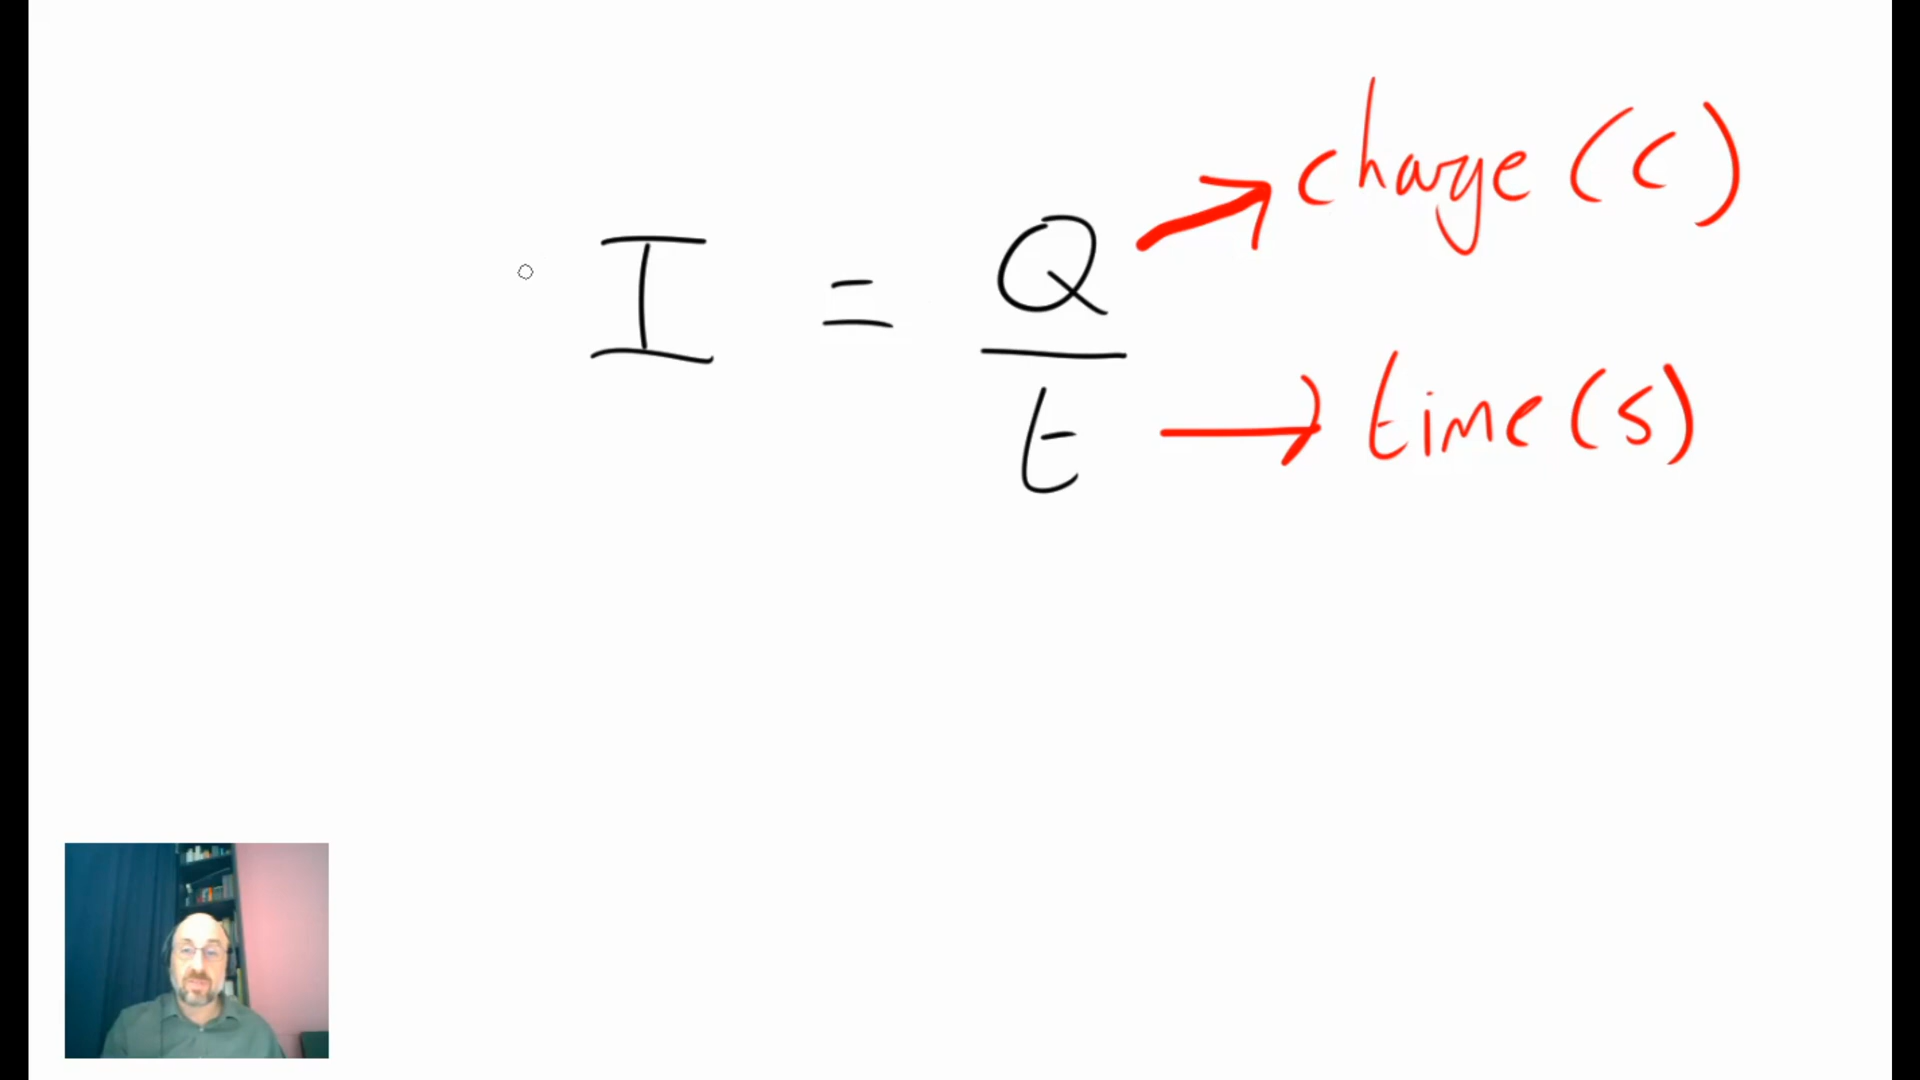 I = Q/t
charge (C)
time (s)